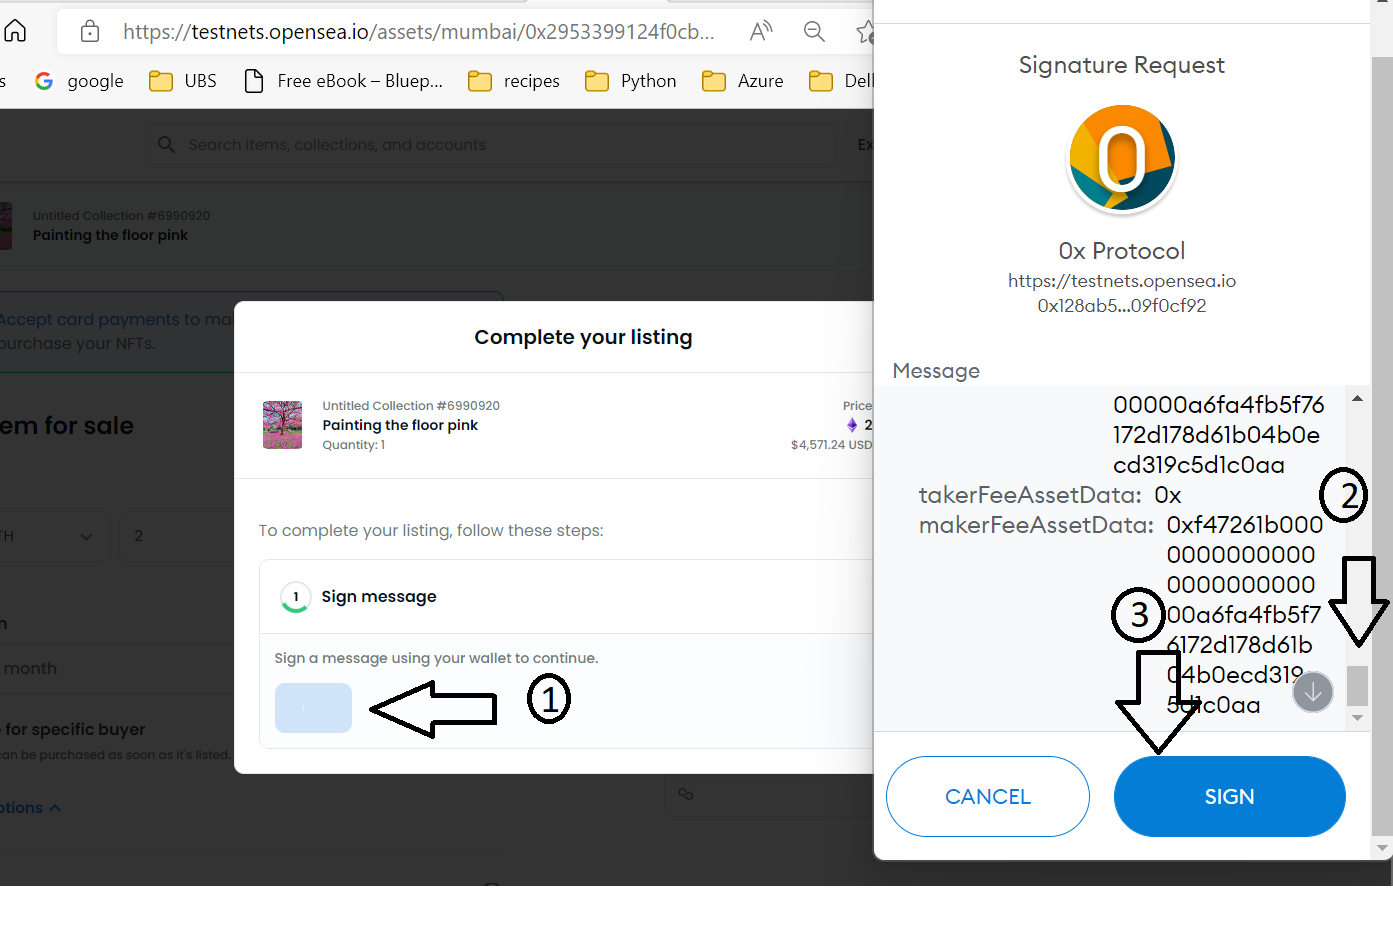 https://testnets.opensea.io/assets/mumbai/0x2953399124f0cb...
s google UBS Free eBook – Bluep... recipes Python Azure Dell
Search items, collections, and accounts
Ex
Untitled Collection #6990920
Painting the floor pink
Accept card payments to ma
purchase your NFTs.
em for sale
TH
2
n
month
e for specific buyer
can be purchased as soon as it's listed.
ptions
Complete your listing
Untitled Collection #6990920
Painting the floor pink
Quantity: 1
Price
2
$4,571.24 USD
To complete your listing, follow these steps:
1 Sign message
Sign a message using your wallet to continue.
1
Signature Request
0x Protocol
https://testnets.opensea.io
0x128ab5...09f0cf92
Message
00000a6fa4fb5f76
172d178d61b04b0e
cd319c5d1c0aa
takerFeeAssetData: 0x
2
makerFeeAssetData: 0xf47261b000
0000000000
0000000000
3
00a6fa4fb5f7
6172d178d61b
04b0ecd319
5d1c0aa
CANCEL
SIGN